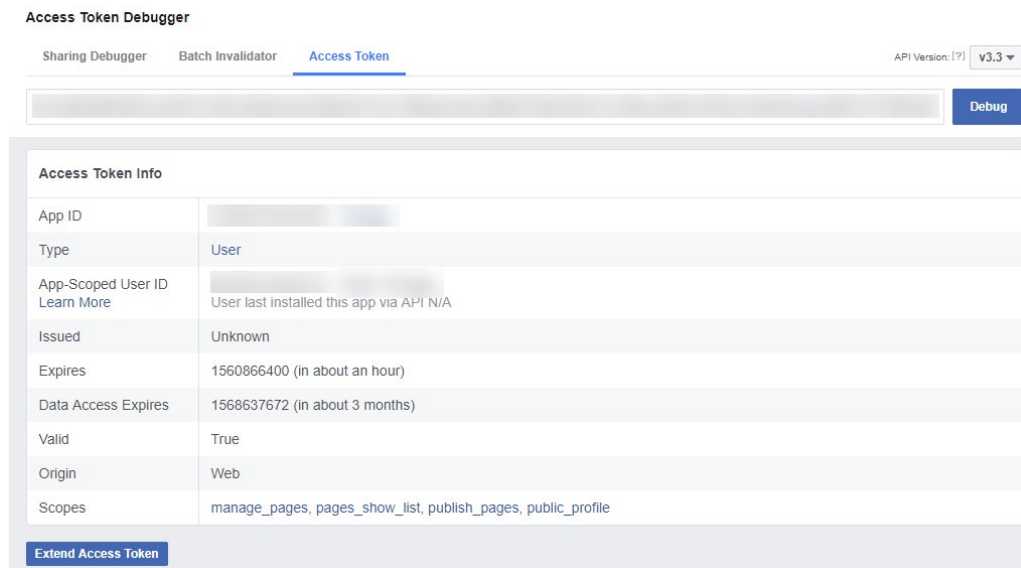 Access Token Debugger
Sharing Debugger Batch Invalidator Access Token API Version: [?] v3.3
Debug
Access Token Info
App ID
Type User
App-Scoped User ID
Learn More User last installed this app via API N/A
Issued Unknown
Expires 1560866400 (in about an hour)
Data Access Expires 1568637672 (in about 3 months)
Valid True
Origin Web
Scopes manage_pages, pages_show_list, publish_pages, public_profile
Extend Access Token